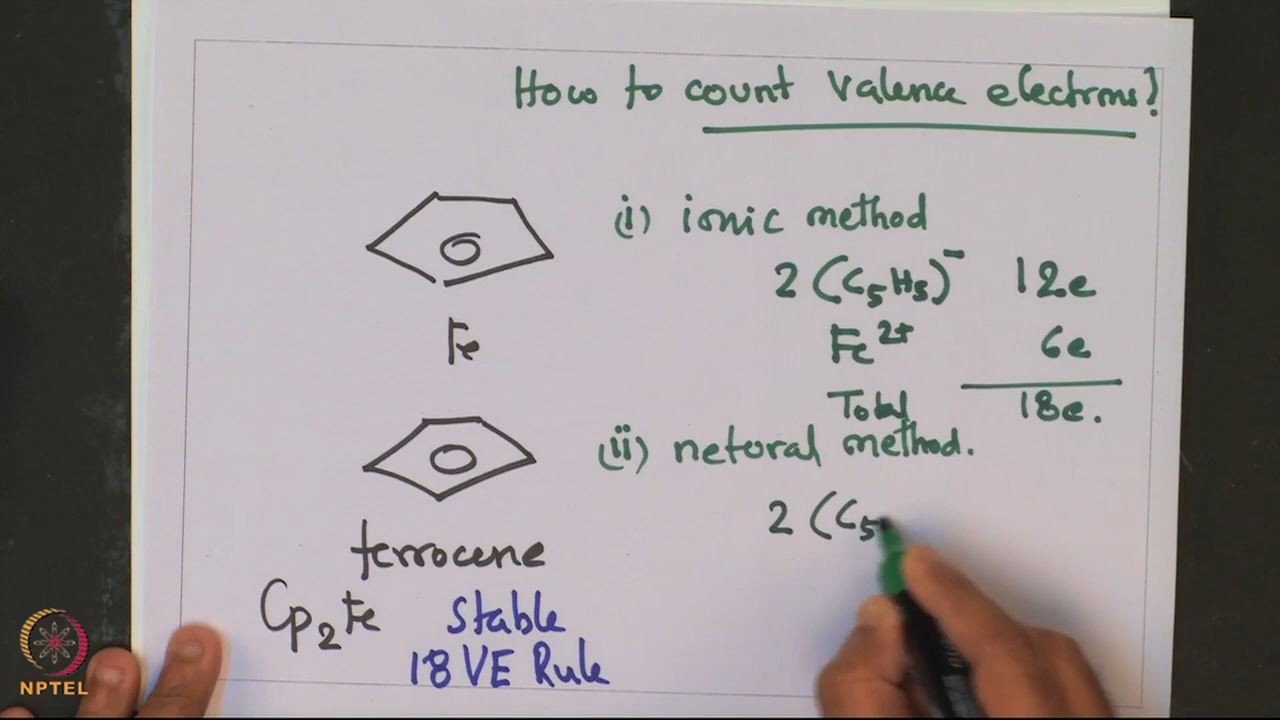 How to count Valence electrons?
(i) ionic method
2 (C₅H₅)⁻ 12e
Fe²⁺ 6e
Total 18e.
Fe
(ii) netural method.
2 (C₅
ferrocene
Cp₂Fe Stable
18 VE Rule
NPTEL